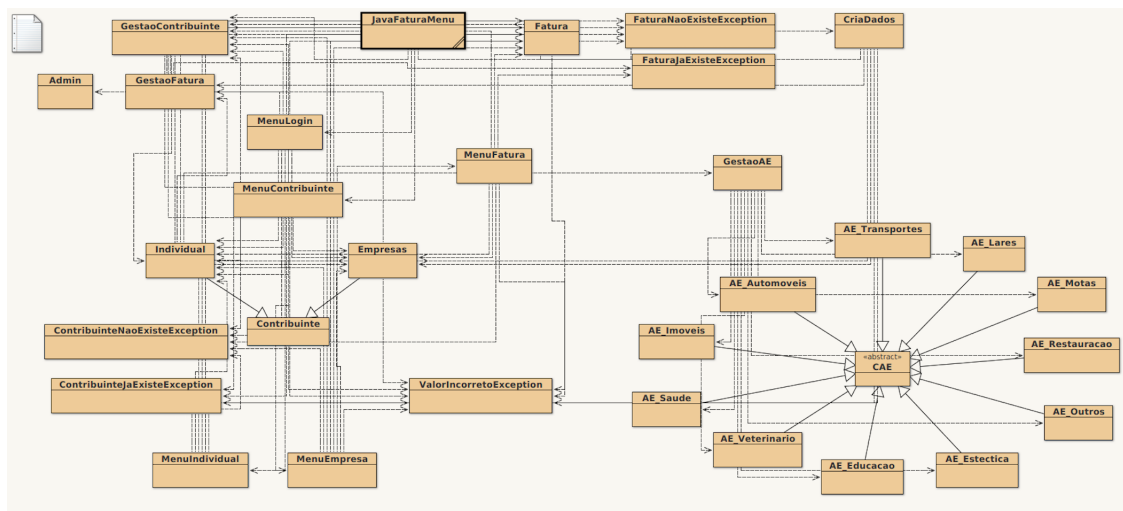 JavaFaturaMenu
FaturaNaoExisteException
CriaDados
GestaoContribuinte
Fatura
FaturaJaExisteException
Admin
GestaoFatura
MenuLogin
MenuFatura
GestaoAE
MenuContribuinte
AE_Transportes
Individual
Empresas
AE_Lares
AE_Automoveis
AE_Motas
Contribuinte
ContribuinteNaoExisteException
AE_Imoveis
AE_Restauracao
«abstract»
CAE
ContribuinteJaExisteException
ValorIncorretoException
AE_Saude
AE_Outros
AE_Veterinario
MenuIndividual
MenuEmpresa
AE_Educacao
AE_Estectica